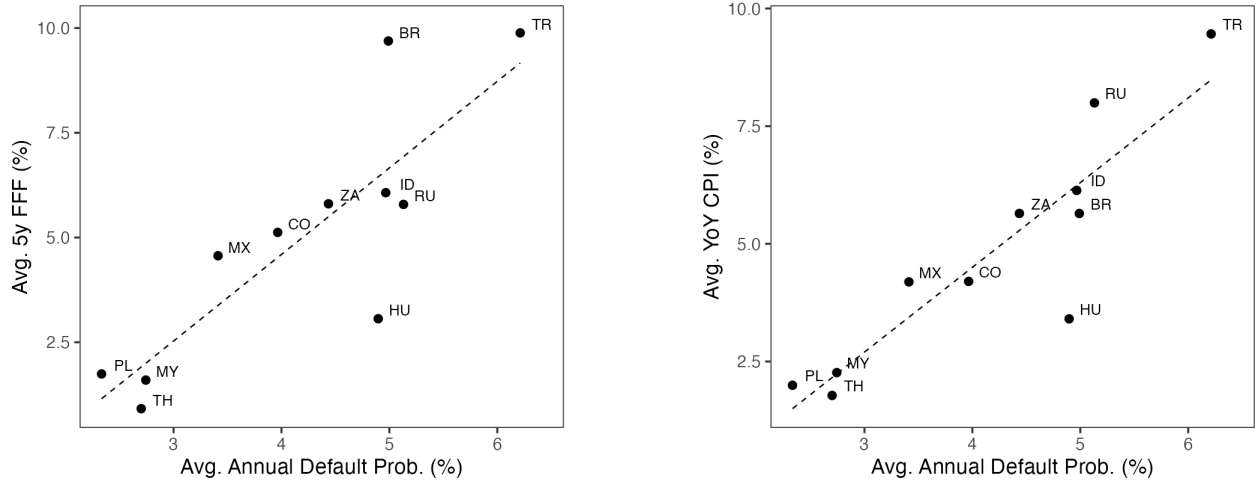 Avg. 5y FFF (%)
10.0
7.5
5.0
2.5
TR
BR
ID
ZA
RU
CO
MX
HU
PL
MY
TH
3 4 5 6
Avg. Annual Default Prob. (%)
Avg. YoY CPI (%)
10.0
7.5
5.0
2.5
TR
RU
ID
ZA
BR
MX
CO
HU
MY
PL
TH
3 4 5 6
Avg. Annual Default Prob. (%)